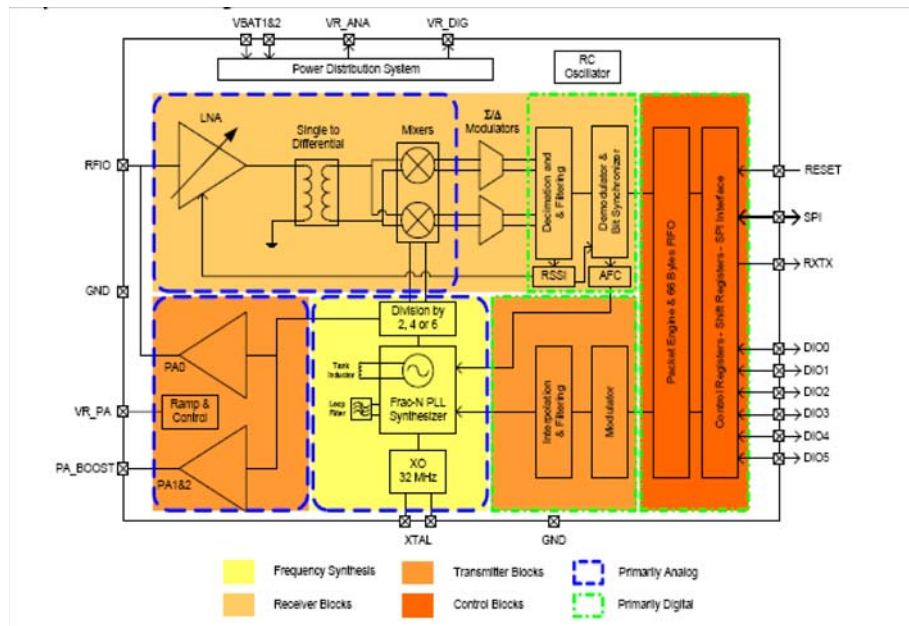 VBAT1&2
VR_ANA
VR_DIG
Power Distribution System
RC
Oscillator
LNA
Single to
Differential
Mixers
Σ/Δ
Modulators
RFIO
Decimation and
& Filtering
Demodulator &
Bit Synchronizer
Packet Engine & 66 Bytes FIFO
Control Registers - Shift Registers - SPI Interface
RESET
SPI
RXTX
RSSI
AFC
GND
Division by
2, 4 or 6
PA0
Tank
Inductor
Loop
Filter
Frac-N PLL
Synthesizer
Interpolation
& Filtering
Modulator
DIO0
DIO1
DIO2
DIO3
DIO4
DIO5
VR_PA
Ramp &
Control
PA_BOOST
PA1&2
XO
32 MHz
XTAL
GND
Frequency Synthesis
Transmitter Blocks
Primarily Analog
Receiver Blocks
Control Blocks
Primarily Digital